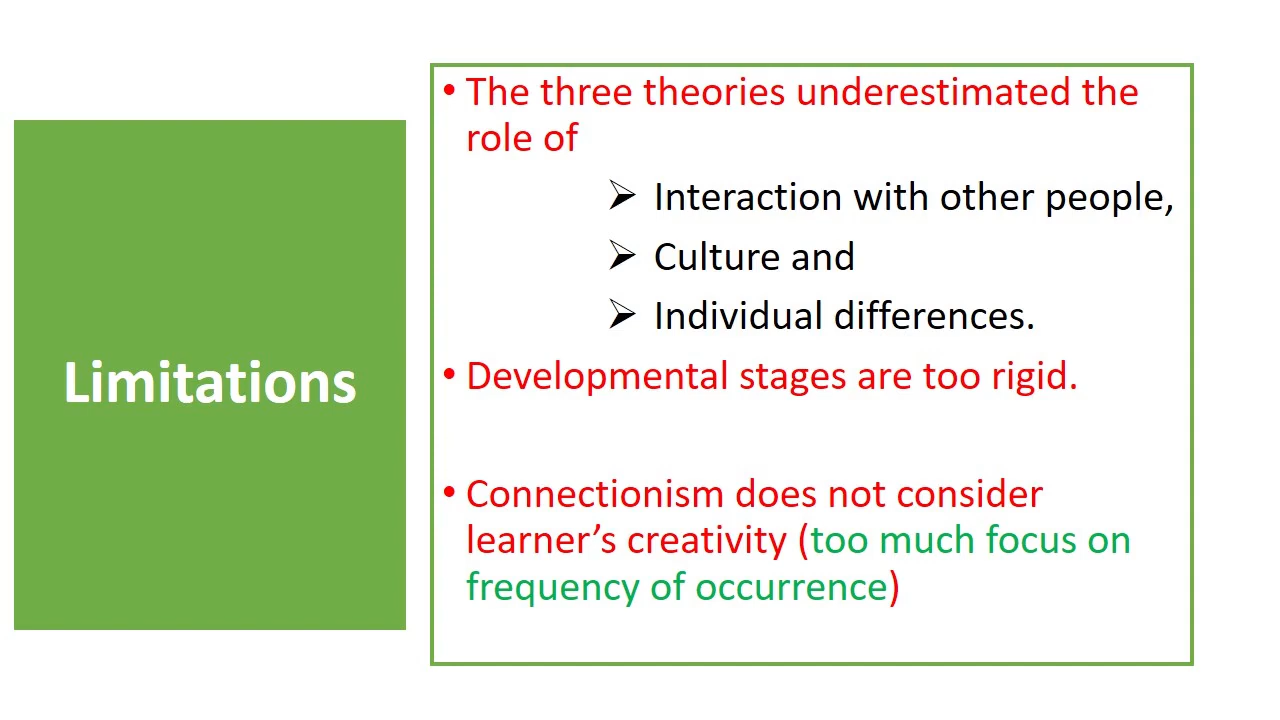 Limitations
• The three theories underestimated the
role of
➢ Interaction with other people,
➢ Culture and
➢ Individual differences.
• Developmental stages are too rigid.
• Connectionism does not consider
learner’s creativity (too much focus on
frequency of occurrence)